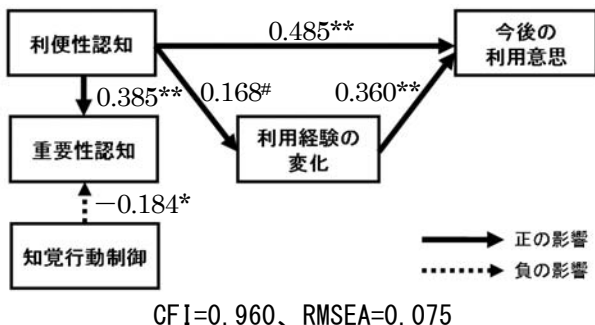 利便性認知
0.485**
今後の
利用意思
0.385**
0.168#
0.360**
重要性認知
利用経験の
変化
−0.184*
知覚行動制御
正の影響
負の影響
CFI=0.960、RMSEA=0.075